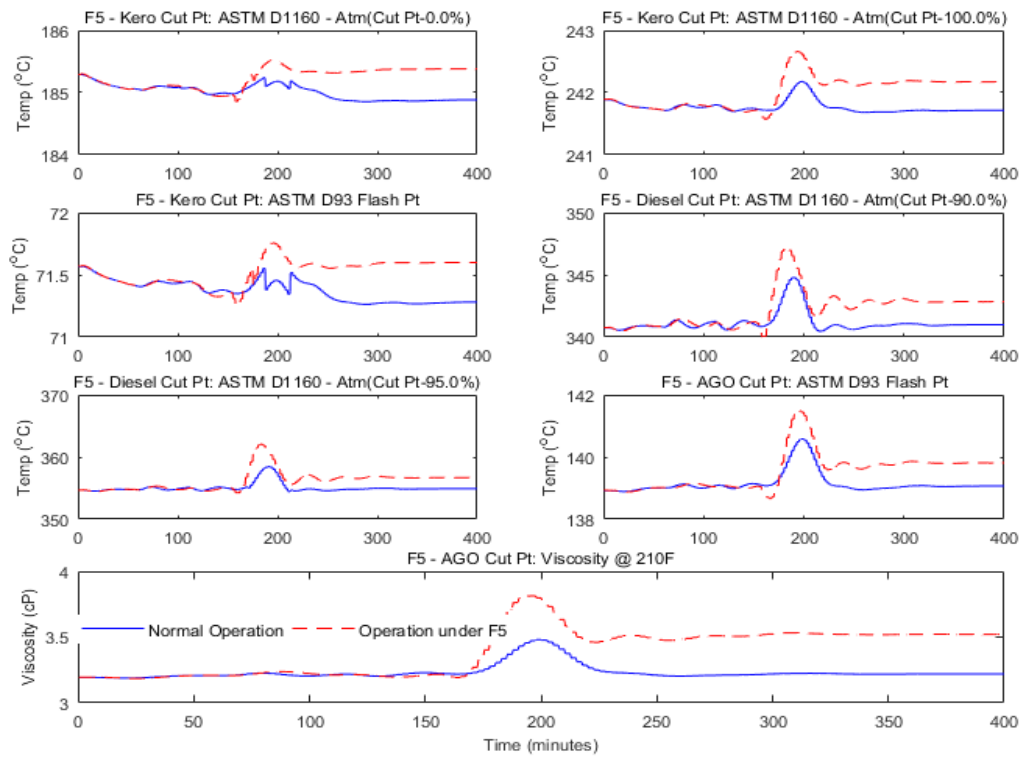 F5 - Kero Cut Pt: ASTM D1160 - Atm(Cut Pt-0.0%)
186
185
184
Temp (°C)
0 100 200 300 400
F5 - Kero Cut Pt: ASTM D1160 - Atm(Cut Pt-100.0%)
243
242
241
Temp (°C)
0 100 200 300 400
F5 - Kero Cut Pt: ASTM D93 Flash Pt
72
71.5
71
Temp (°C)
0 100 200 300 400
F5 - Diesel Cut Pt: ASTM D1160 - Atm(Cut Pt-90.0%)
350
345
340
Temp (°C)
0 100 200 300 400
F5 - Diesel Cut Pt: ASTM D1160 - Atm(Cut Pt-95.0%)
370
360
350
Temp (°C)
0 100 200 300 400
F5 - AGO Cut Pt: ASTM D93 Flash Pt
142
140
138
Temp (°C)
0 100 200 300 400
F5 - AGO Cut Pt: Viscosity @ 210F
4
3.5
3
Viscosity (cP)
Normal Operation Operation under F5
0 50 100 150 200 250 300 350 400
Time (minutes)